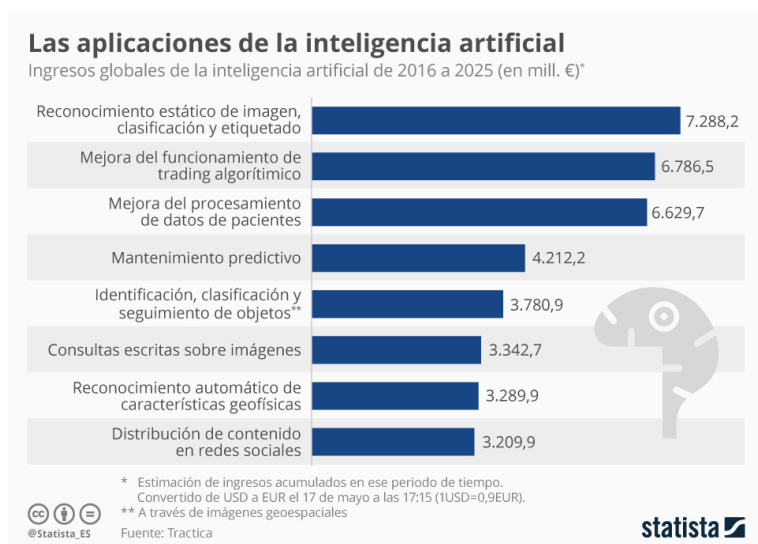 Las aplicaciones de la inteligencia artificial
Ingresos globales de la inteligencia artificial de 2016 a 2025 (en mill. €)*
Reconocimiento estático de imagen,
clasificación y etiquetado
7.288,2
Mejora del funcionamiento de
trading algorítimico
6.786,5
Mejora del procesamiento
de datos de pacientes
6.629,7
Mantenimiento predictivo
4.212,2
Identificación, clasificación y
seguimiento de objetos**
3.780,9
Consultas escritas sobre imágenes
3.342,7
Reconocimiento automático de
características geofísicas
3.289,9
Distribución de contenido
en redes sociales
3.209,9
* Estimación de ingresos acumulados en ese periodo de tiempo.
Convertido de USD a EUR el 17 de mayo a las 17:15 (1USD=0,9EUR).
** A través de imágenes geoespaciales
Fuente: Tractica
cc
@Statista_ES
statista